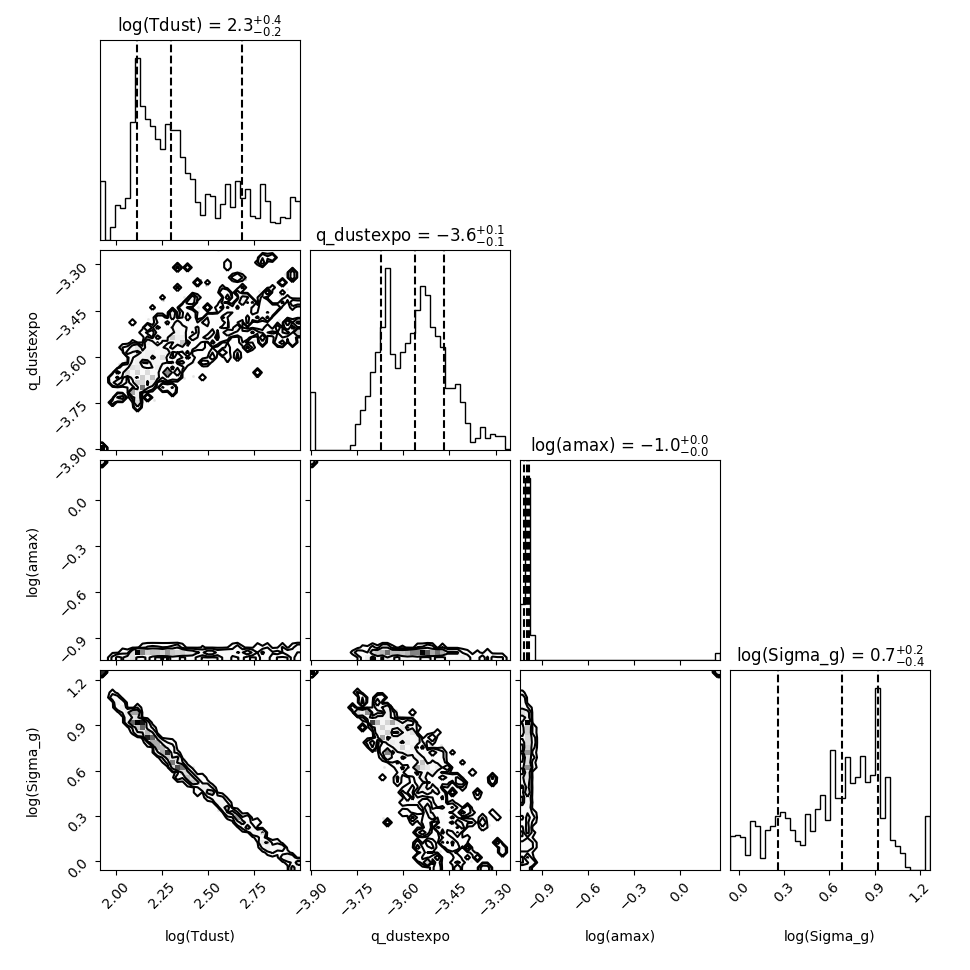 log(Tdust) = 2.3^{+0.4}_{-0.2}
q_dustexpo = −3.6^{+0.1}_{-0.1}
q_dustexpo
−3.30
−3.45
−3.60
−3.75
−3.90
log(amax) = −1.0^{+0.0}_{-0.0}
log(amax)
0.0
−0.3
−0.6
−0.9
log(Sigma_g) = 0.7^{+0.2}_{-0.4}
log(Sigma_g)
1.2
0.9
0.6
0.3
0.0
2.00 2.25 2.50 2.75
−3.90 −3.75 −3.60 −3.45 −3.30
−0.9 −0.6 −0.3 0.0
0.0 0.3 0.6 0.9 1.2
log(Tdust) q_dustexpo log(amax) log(Sigma_g)